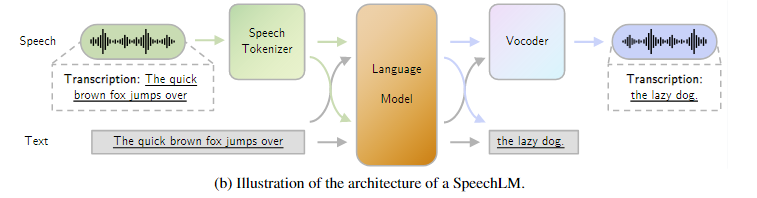 Speech
Speech
Tokenizer
Vocoder
Transcription: The quick
brown fox jumps over
Language
Model
Transcription:
the lazy dog.
Text
The quick brown fox jumps over
the lazy dog.
(b) Illustration of the architecture of a SpeechLM.